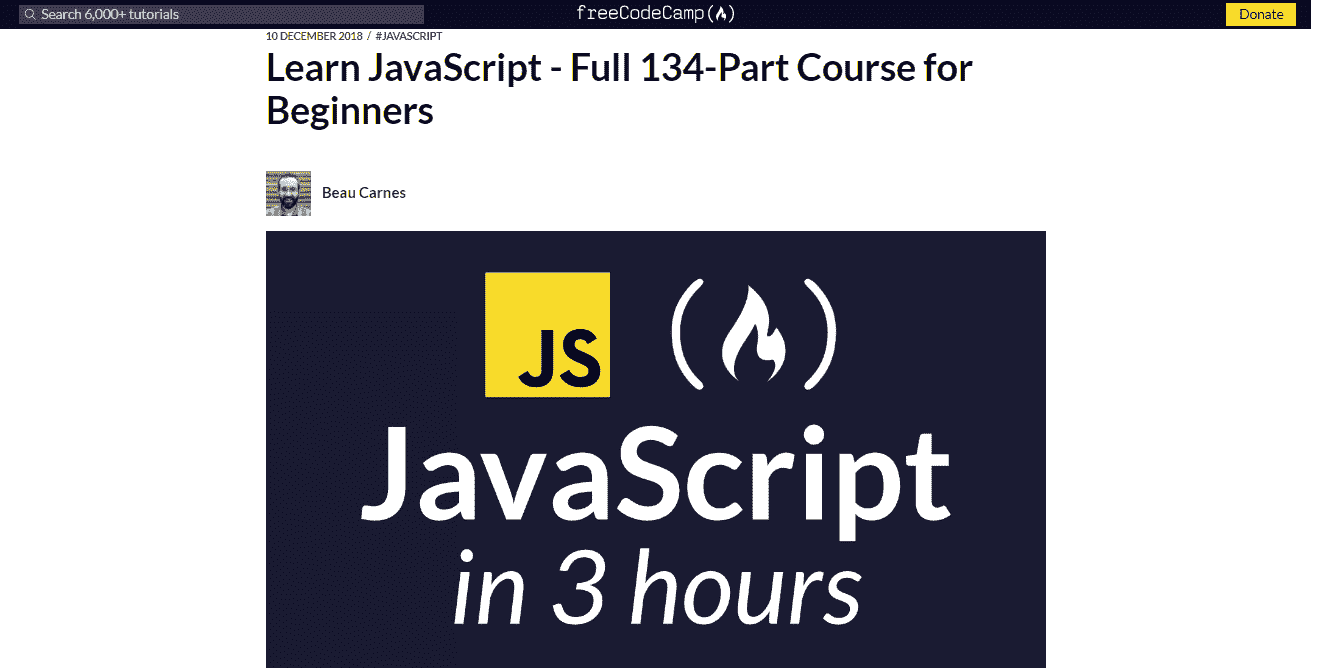 Search 6,000+ tutorials
freeCodeCamp(🔥)
Donate
10 DECEMBER 2018 / #JAVASCRIPT
Learn JavaScript - Full 134-Part Course for
Beginners
Beau Carnes
JS
JavaScript
in 3 hours